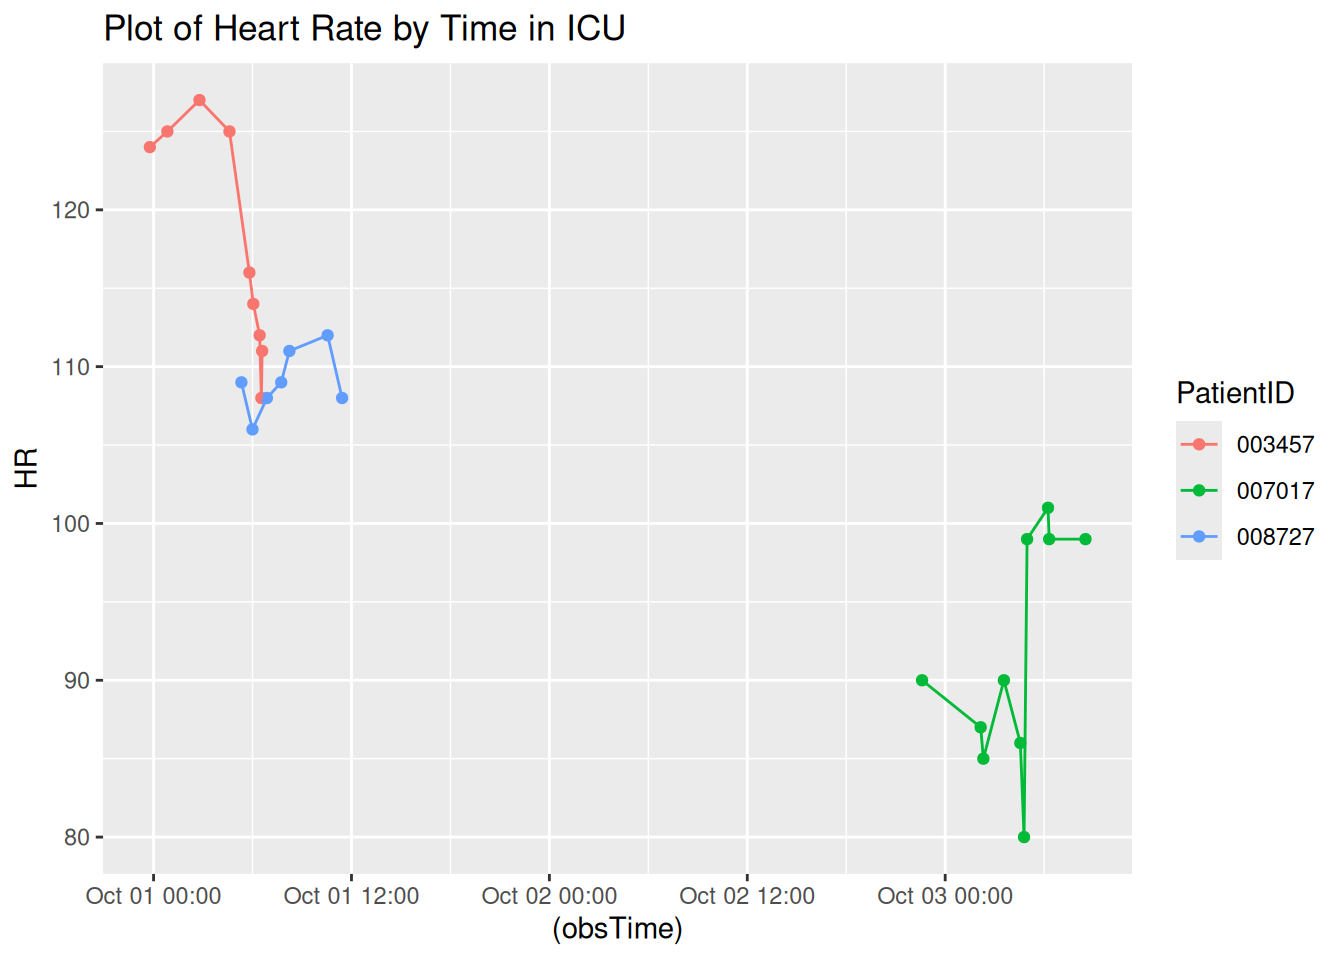 Plot of Heart Rate by Time in ICU
HR
120
110
100
90
80
Oct 01 00:00
Oct 01 12:00
Oct 02 00:00
Oct 02 12:00
Oct 03 00:00
(obsTime)
PatientID
003457
007017
008727